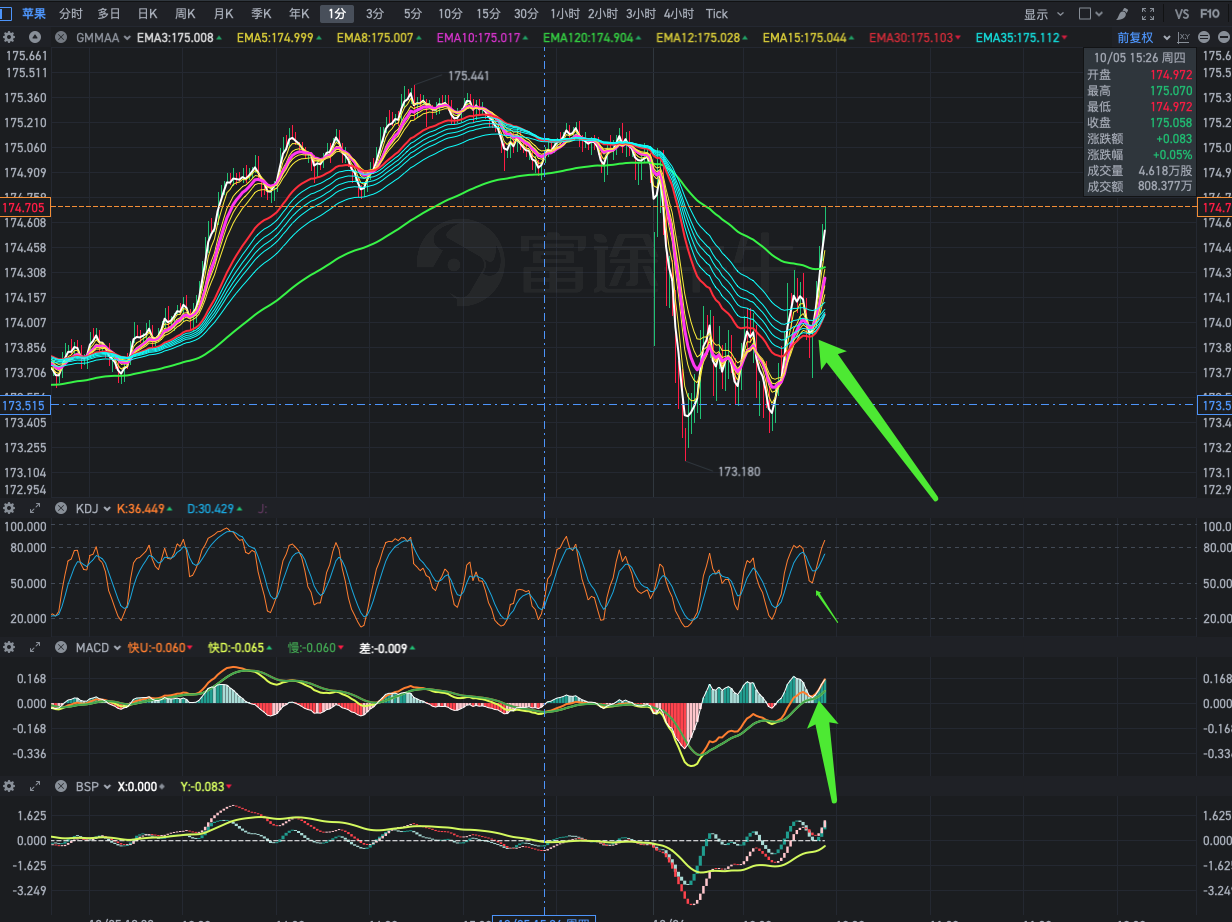 苹果 分时 多日 日K 周K 月K 季K 年K 1分 3分 5分 10分 15分 30分 1小时 2小时 3小时 4小时 Tick 显示 VS F10
GMMAA EMA3:175.008 EMA5:174.999 EMA8:175.007 EMA10:175.017 EMA120:174.904 EMA12:175.028 EMA15:175.044 EMA30:175.103 EMA35:175.112 前复权
175.661
175.511
175.360
175.210
175.060
174.909
174.705
174.608
174.458
174.308
174.157
174.007
173.856
173.706
173.515
173.405
173.255
173.104
172.954
175.441
173.180
富途牛牛
10/05 15:26 周四
开盘 174.972
最高 175.070
最低 174.972
收盘 175.058
涨跌额 +0.083
涨跌幅 +0.05%
成交量 4.618万股
成交额 808.377万
KDJ K:36.449 D:30.429 J:
100.000
80.000
50.000
20.000
MACD 快U:-0.060 快D:-0.065 慢:-0.060 差:-0.009
0.168
0.000
-0.168
-0.336
BSP X:0.000 Y:-0.083
1.625
0.000
-1.625
-3.249